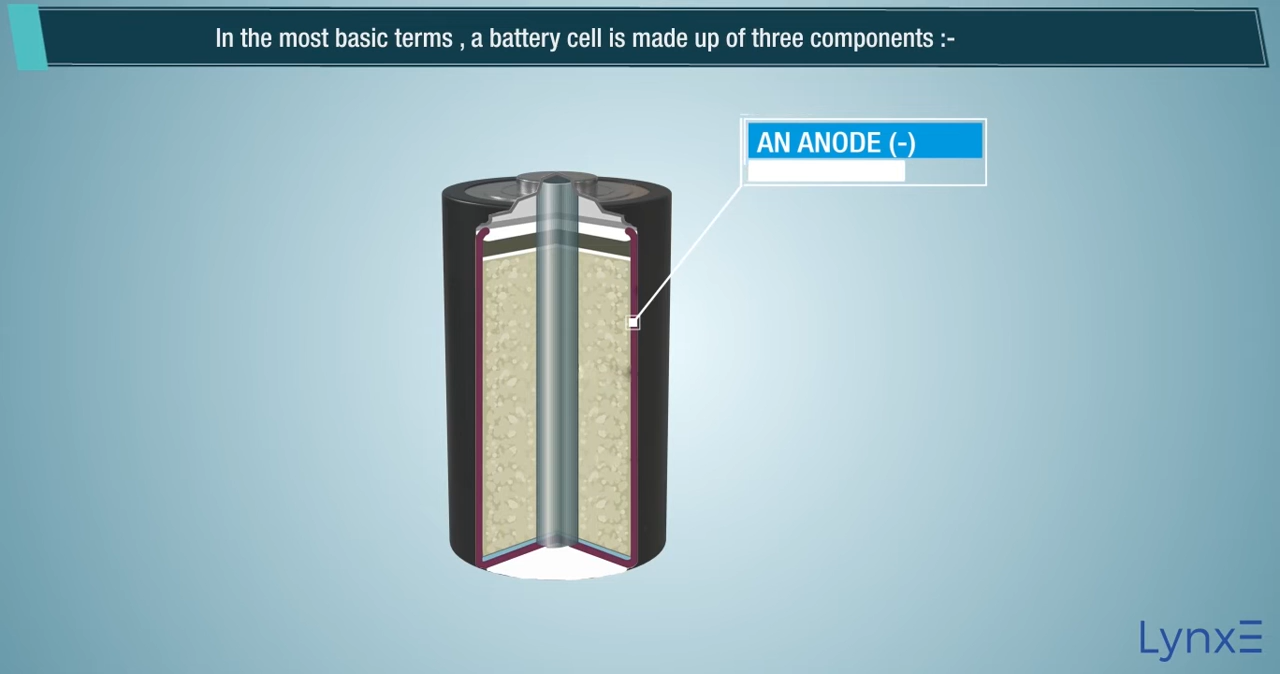 In the most basic terms , a battery cell is made up of three components :-
AN ANODE (-)
LynxE